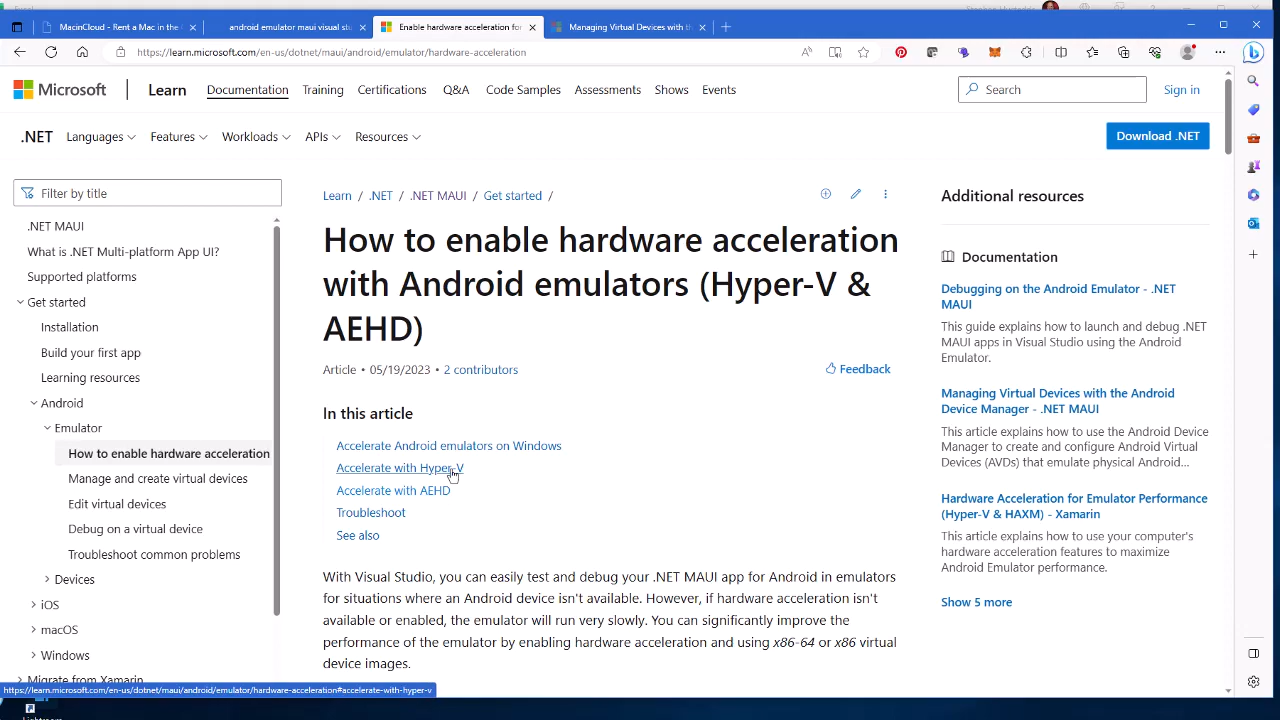 MacinCloud - Rent a Mac in the
android emulator maui visual stu
Enable hardware acceleration for
Managing Virtual Devices with th
https://learn.microsoft.com/en-us/dotnet/maui/android/emulator/hardware-acceleration
Microsoft
Learn
Documentation
Training
Certifications
Q&A
Code Samples
Assessments
Shows
Events
Search
Sign in
.NET
Languages
Features
Workloads
APIs
Resources
Download .NET
Filter by title
.NET MAUI
What is .NET Multi-platform App UI?
Supported platforms
Get started
Installation
Build your first app
Learning resources
Android
Emulator
How to enable hardware acceleration
Manage and create virtual devices
Edit virtual devices
Debug on a virtual device
Troubleshoot common problems
Devices
iOS
macOS
Windows
Migrate from Xamarin
Learn / .NET / .NET MAUI / Get started /
How to enable hardware acceleration
with Android emulators (Hyper-V &
AEHD)
Article • 05/19/2023 • 2 contributors
Feedback
In this article
Accelerate Android emulators on Windows
Accelerate with Hyper-V
Accelerate with AEHD
Troubleshoot
See also
With Visual Studio, you can easily test and debug your .NET MAUI app for Android in emulators
for situations where an Android device isn't available. However, if hardware acceleration isn't
available or enabled, the emulator will run very slowly. You can significantly improve the
performance of the emulator by enabling hardware acceleration and using x86-64 or x86 virtual
device images.
Additional resources
Documentation
Debugging on the Android Emulator - .NET
MAUI
This guide explains how to launch and debug .NET
MAUI apps in Visual Studio using the Android
Emulator.
Managing Virtual Devices with the Android
Device Manager - .NET MAUI
This article explains how to use the Android Device
Manager to create and configure Android Virtual
Devices (AVDs) that emulate physical Android...
Hardware Acceleration for Emulator Performance
(Hyper-V & HAXM) - Xamarin
This article explains how to use your computer's
hardware acceleration features to maximize
Android Emulator performance.
Show 5 more
https://learn.microsoft.com/en-us/dotnet/maui/android/emulator/hardware-acceleration#accelerate-with-hyper-v